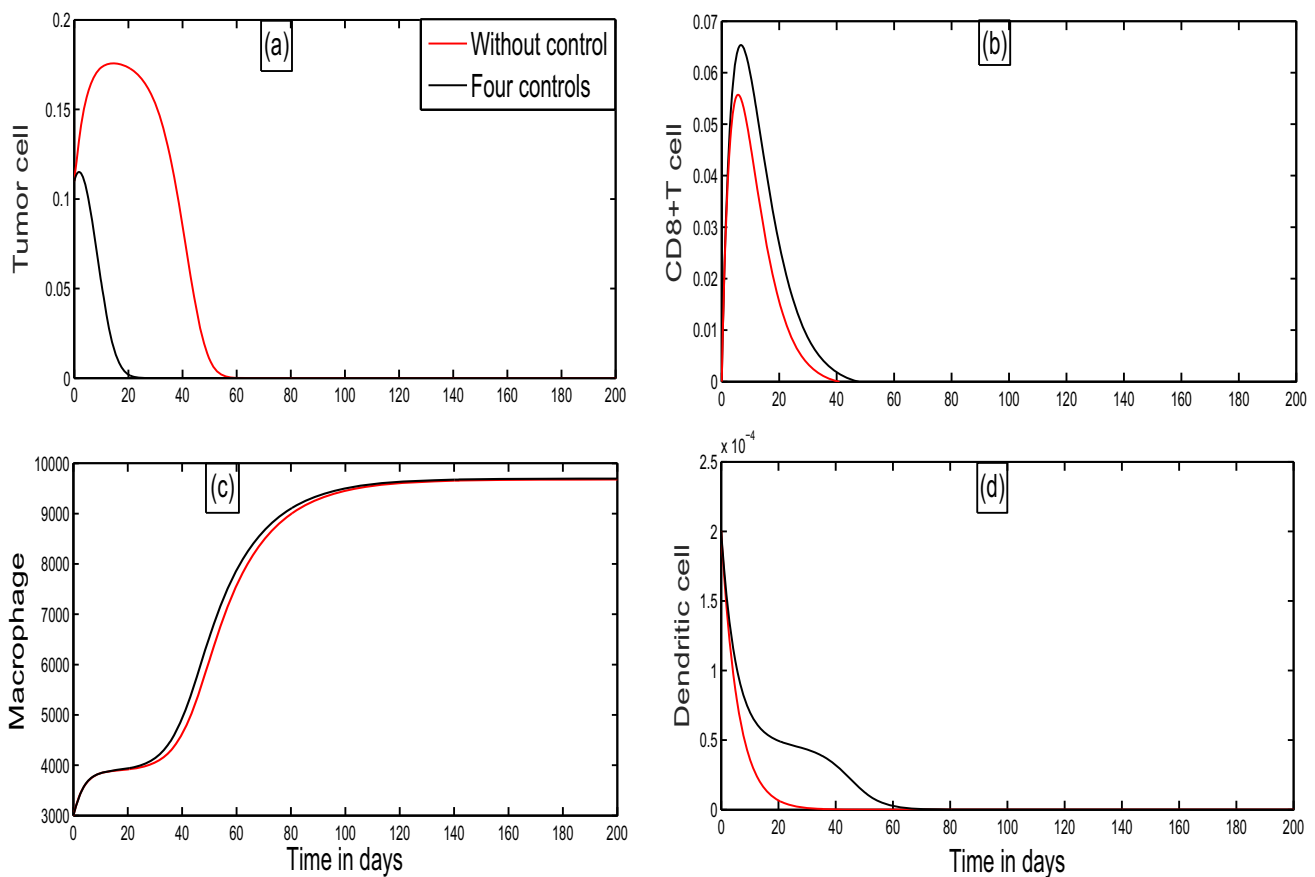 (a)
Without control
Four controls
Tumor cell
0.2
0.15
0.1
0.05
0
0 20 40 60 80 100 120 140 160 180 200
(b)
CD8+T cell
0.07
0.06
0.05
0.04
0.03
0.02
0.01
0
0 20 40 60 80 100 120 140 160 180 200
(c)
Macrophage
10000
9000
8000
7000
6000
5000
4000
3000
0 20 40 60 80 100 120 140 160 180 200
Time in days
x 10⁻⁴
(d)
Dendritic cell
2.5
2
1.5
1
0.5
0
0 20 40 60 80 100 120 140 160 180 200
Time in days